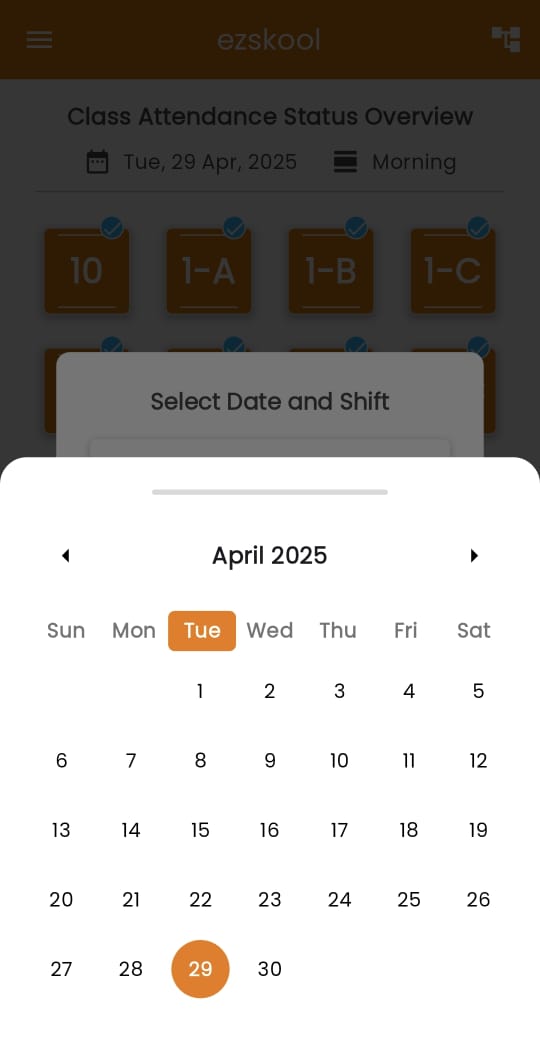 ezskool
Class Attendance Status Overview
Tue, 29 Apr, 2025 Morning
10 1-A 1-B 1-C
Select Date and Shift
April 2025
Sun Mon Tue Wed Thu Fri Sat
1 2 3 4 5
6 7 8 9 10 11 12
13 14 15 16 17 18 19
20 21 22 23 24 25 26
27 28 29 30